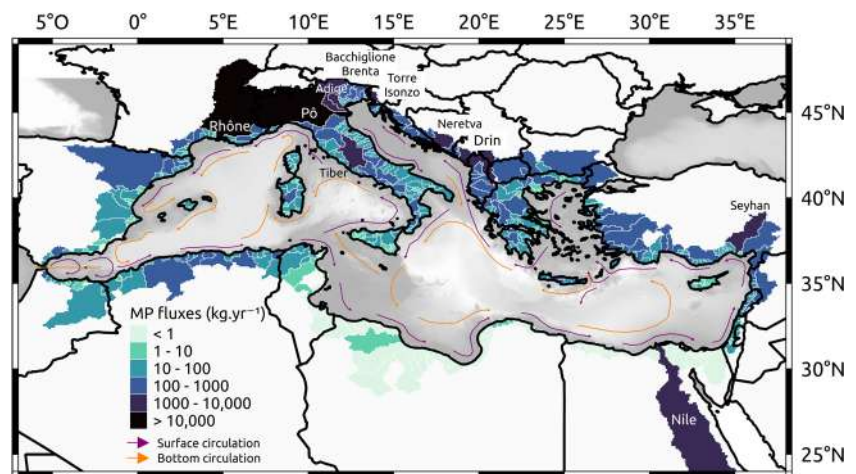 5°O 0° 5°E 10°E 15°E 20°E 25°E 30°E 35°E
Bacchiglione
Brenta
Adige
Torre
Isonzo
45°N
Rhône
Pô
Neretva
Drin
Tiber
40°N
Seyhan
35°N
MP fluxes (kg.yr⁻¹)
< 1
1 - 10
10 - 100
100 - 1000
1000 - 10,000
> 10,000
30°N
Surface circulation
Bottom circulation
Nile
25°N